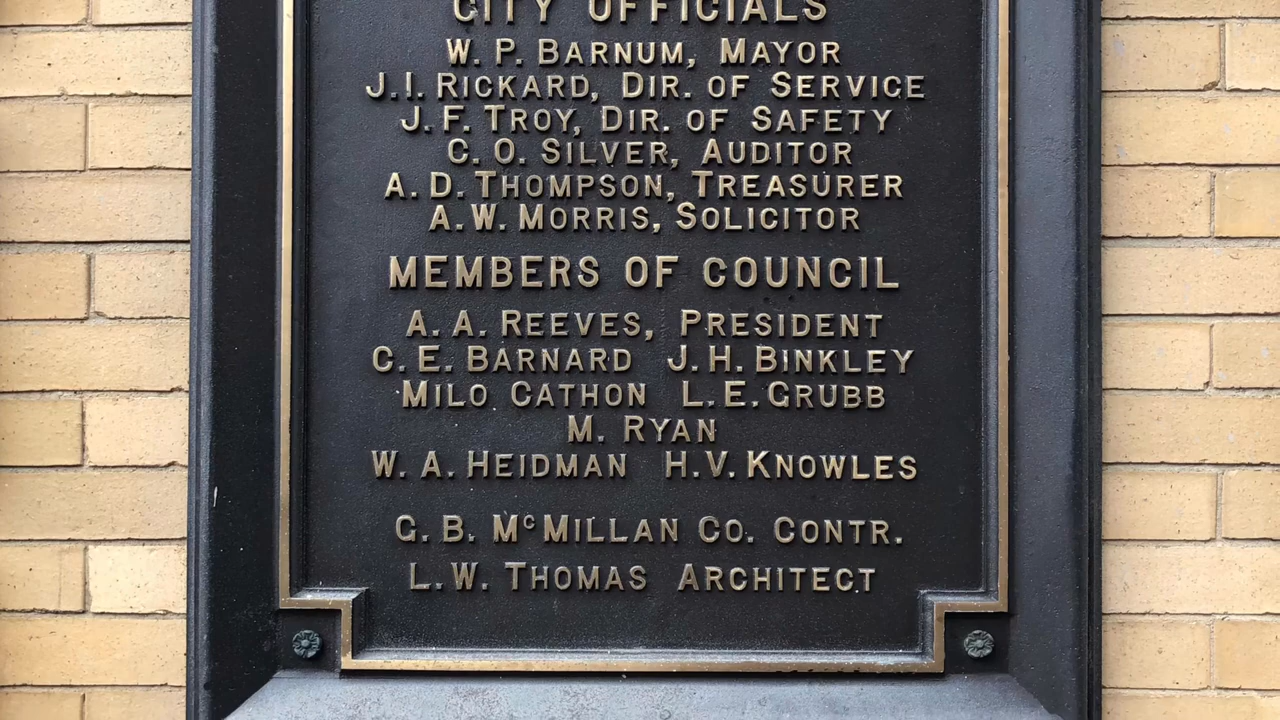 CITY OFFICIALS
W. P. BARNUM, MAYOR
J. I. RICKARD, DIR. OF SERVICE
J. F. TROY, DIR. OF SAFETY
C. O. SILVER, AUDITOR
A. D. THOMPSON, TREASURER
A. W. MORRIS, SOLICITOR
MEMBERS OF COUNCIL
A. A. REEVES, PRESIDENT
C. E. BARNARD J. H. BINKLEY
MILO CATHON L. E. GRUBB
M. RYAN
W. A. HEIDMAN H. V. KNOWLES
G. B. McMILLAN CO. CONTR.
L. W. THOMAS ARCHITECT